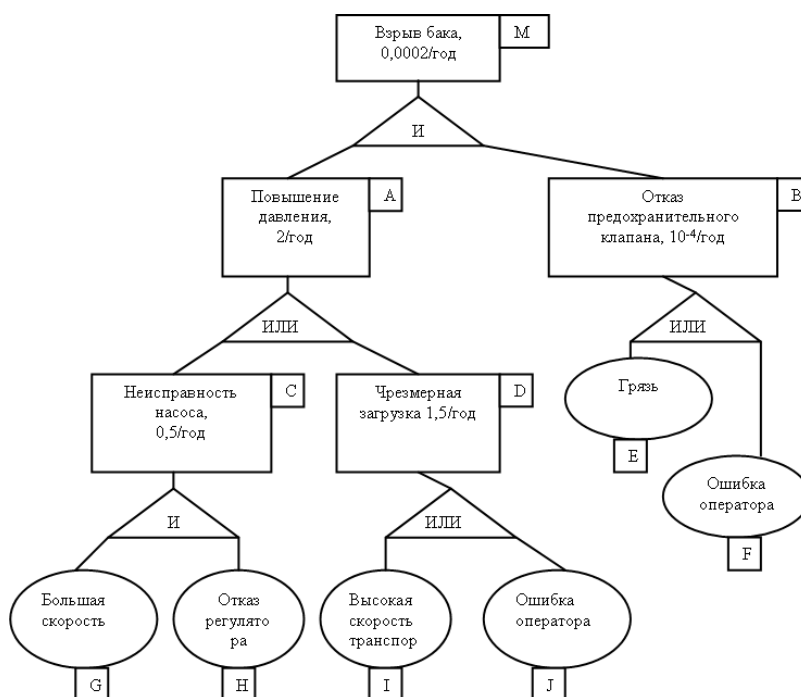 Взрыв бака,
0,0002/год
М
И
Повышение
давления,
2/год
А
Отказ
предохранительного
клапана, 10⁻⁴/год
В
ИЛИ
ИЛИ
Неисправность
насоса,
0,5/год
С
Чрезмерная
загрузка 1,5/год
D
Грязь
Е
Ошибка
оператора
F
И
ИЛИ
Большая
скорость
G
Отказ
регулято
ра
H
Высокая
скорость
транспор
I
Ошибка
оператора
J